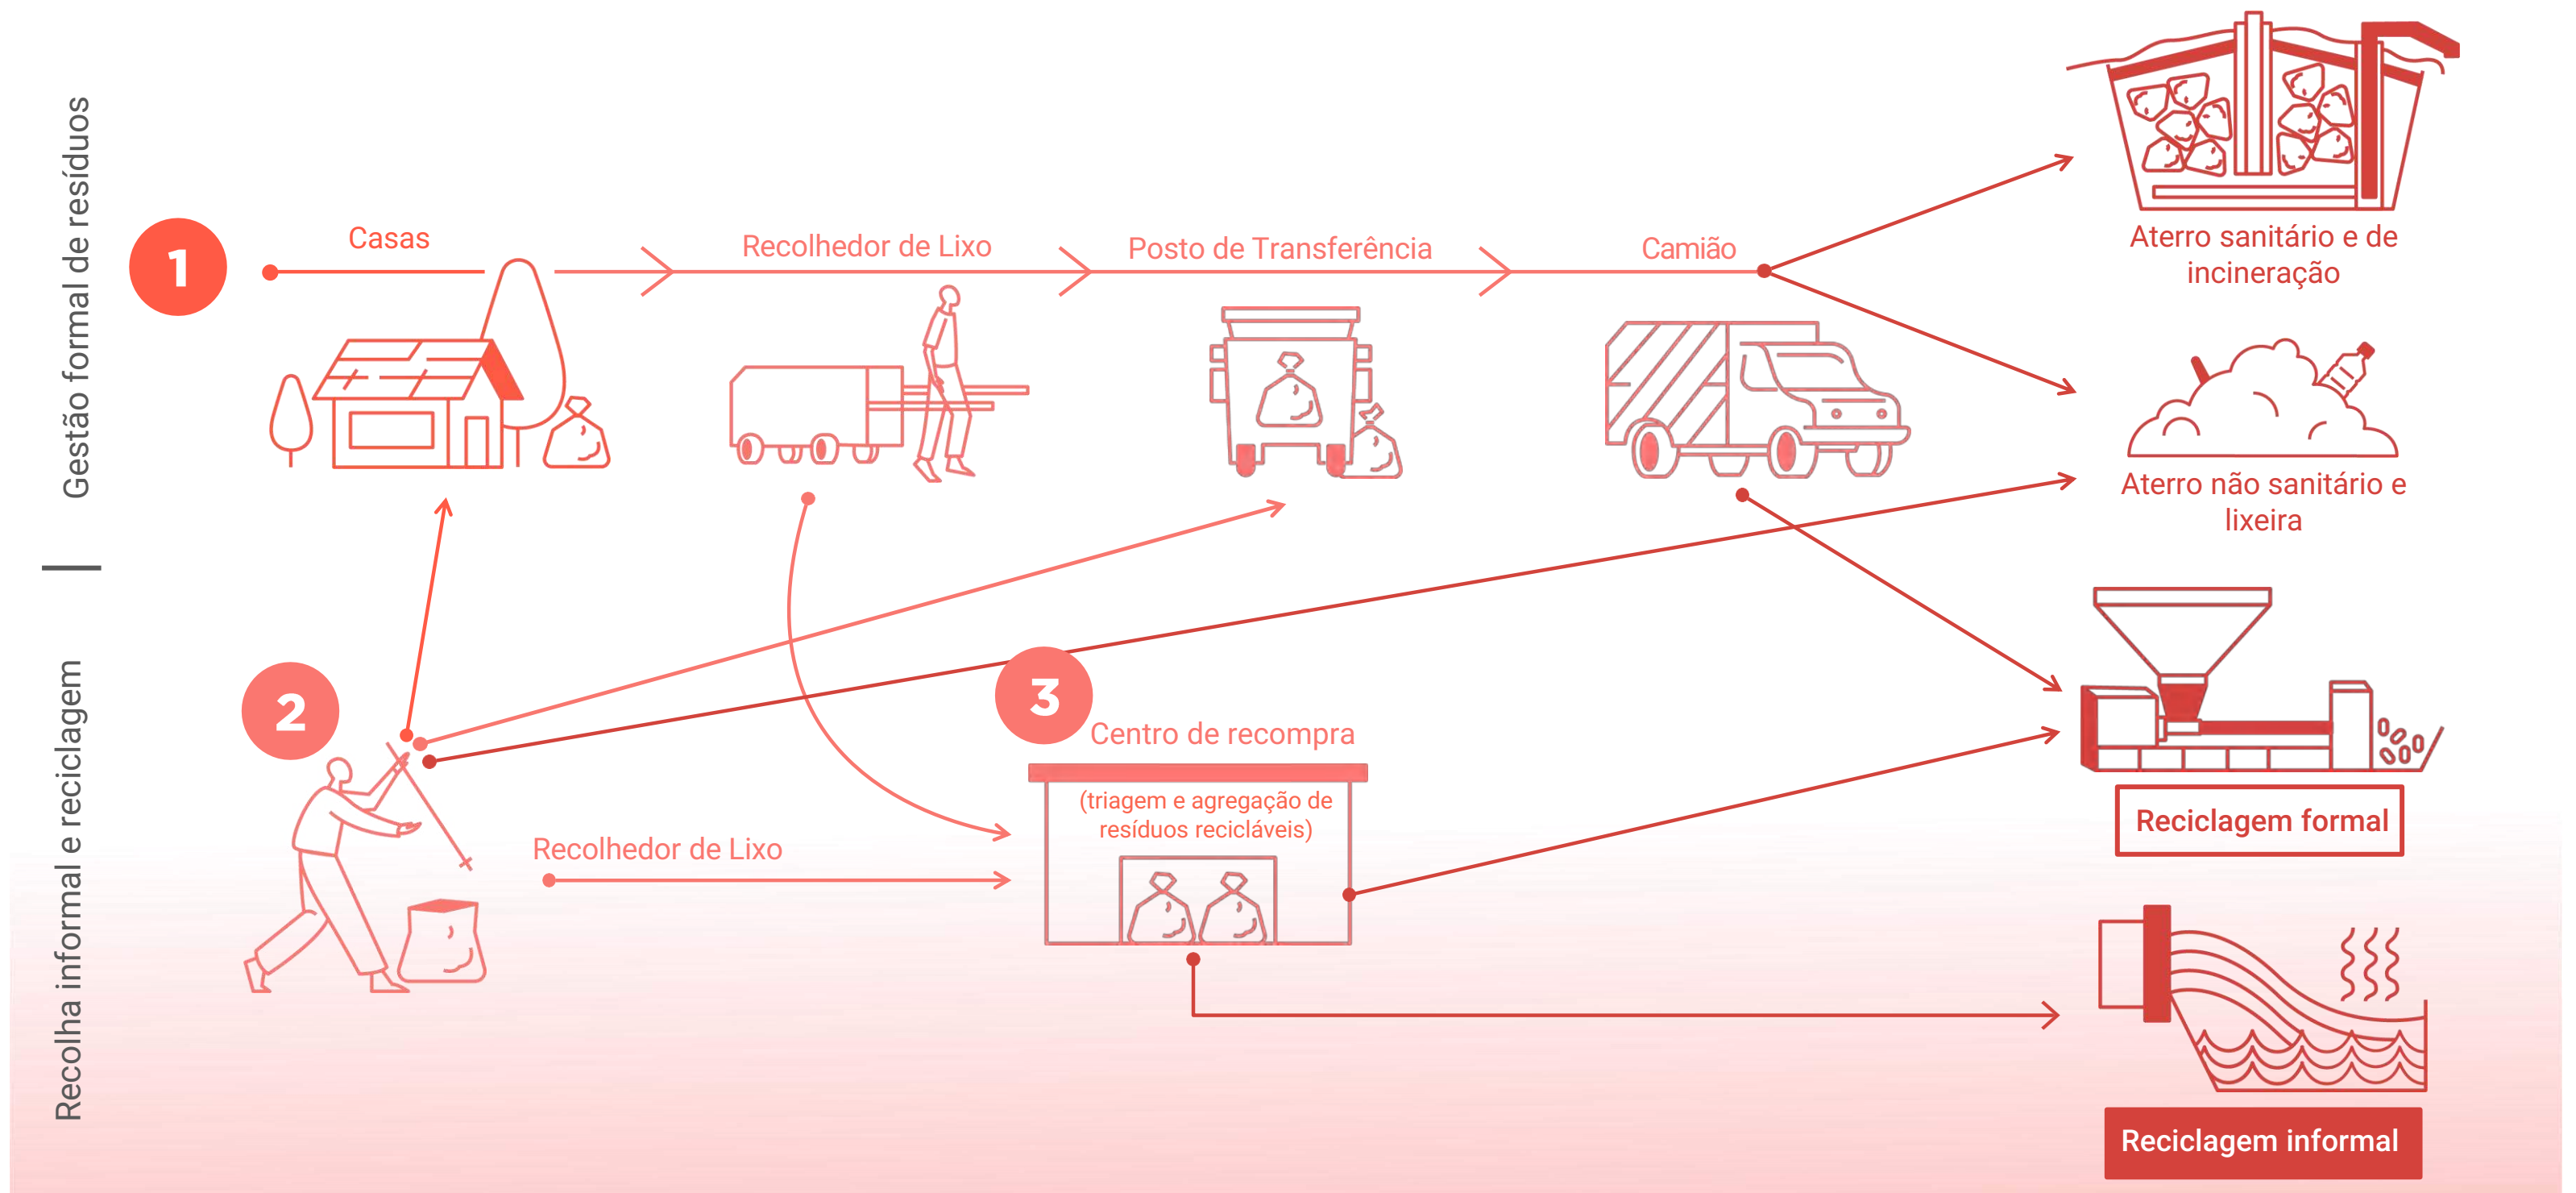 Gestão formal de resíduos
1
Casas
Recolhedor de Lixo
Posto de Transferência
Camião
Aterro sanitário e de
incineração
Aterro não sanitário e
lixeira
Recolha informal e reciclagem
2
Recolhedor de Lixo
3
Centro de recompra
(triagem e agregação de
resíduos recicláveis)
Reciclagem formal
Reciclagem informal